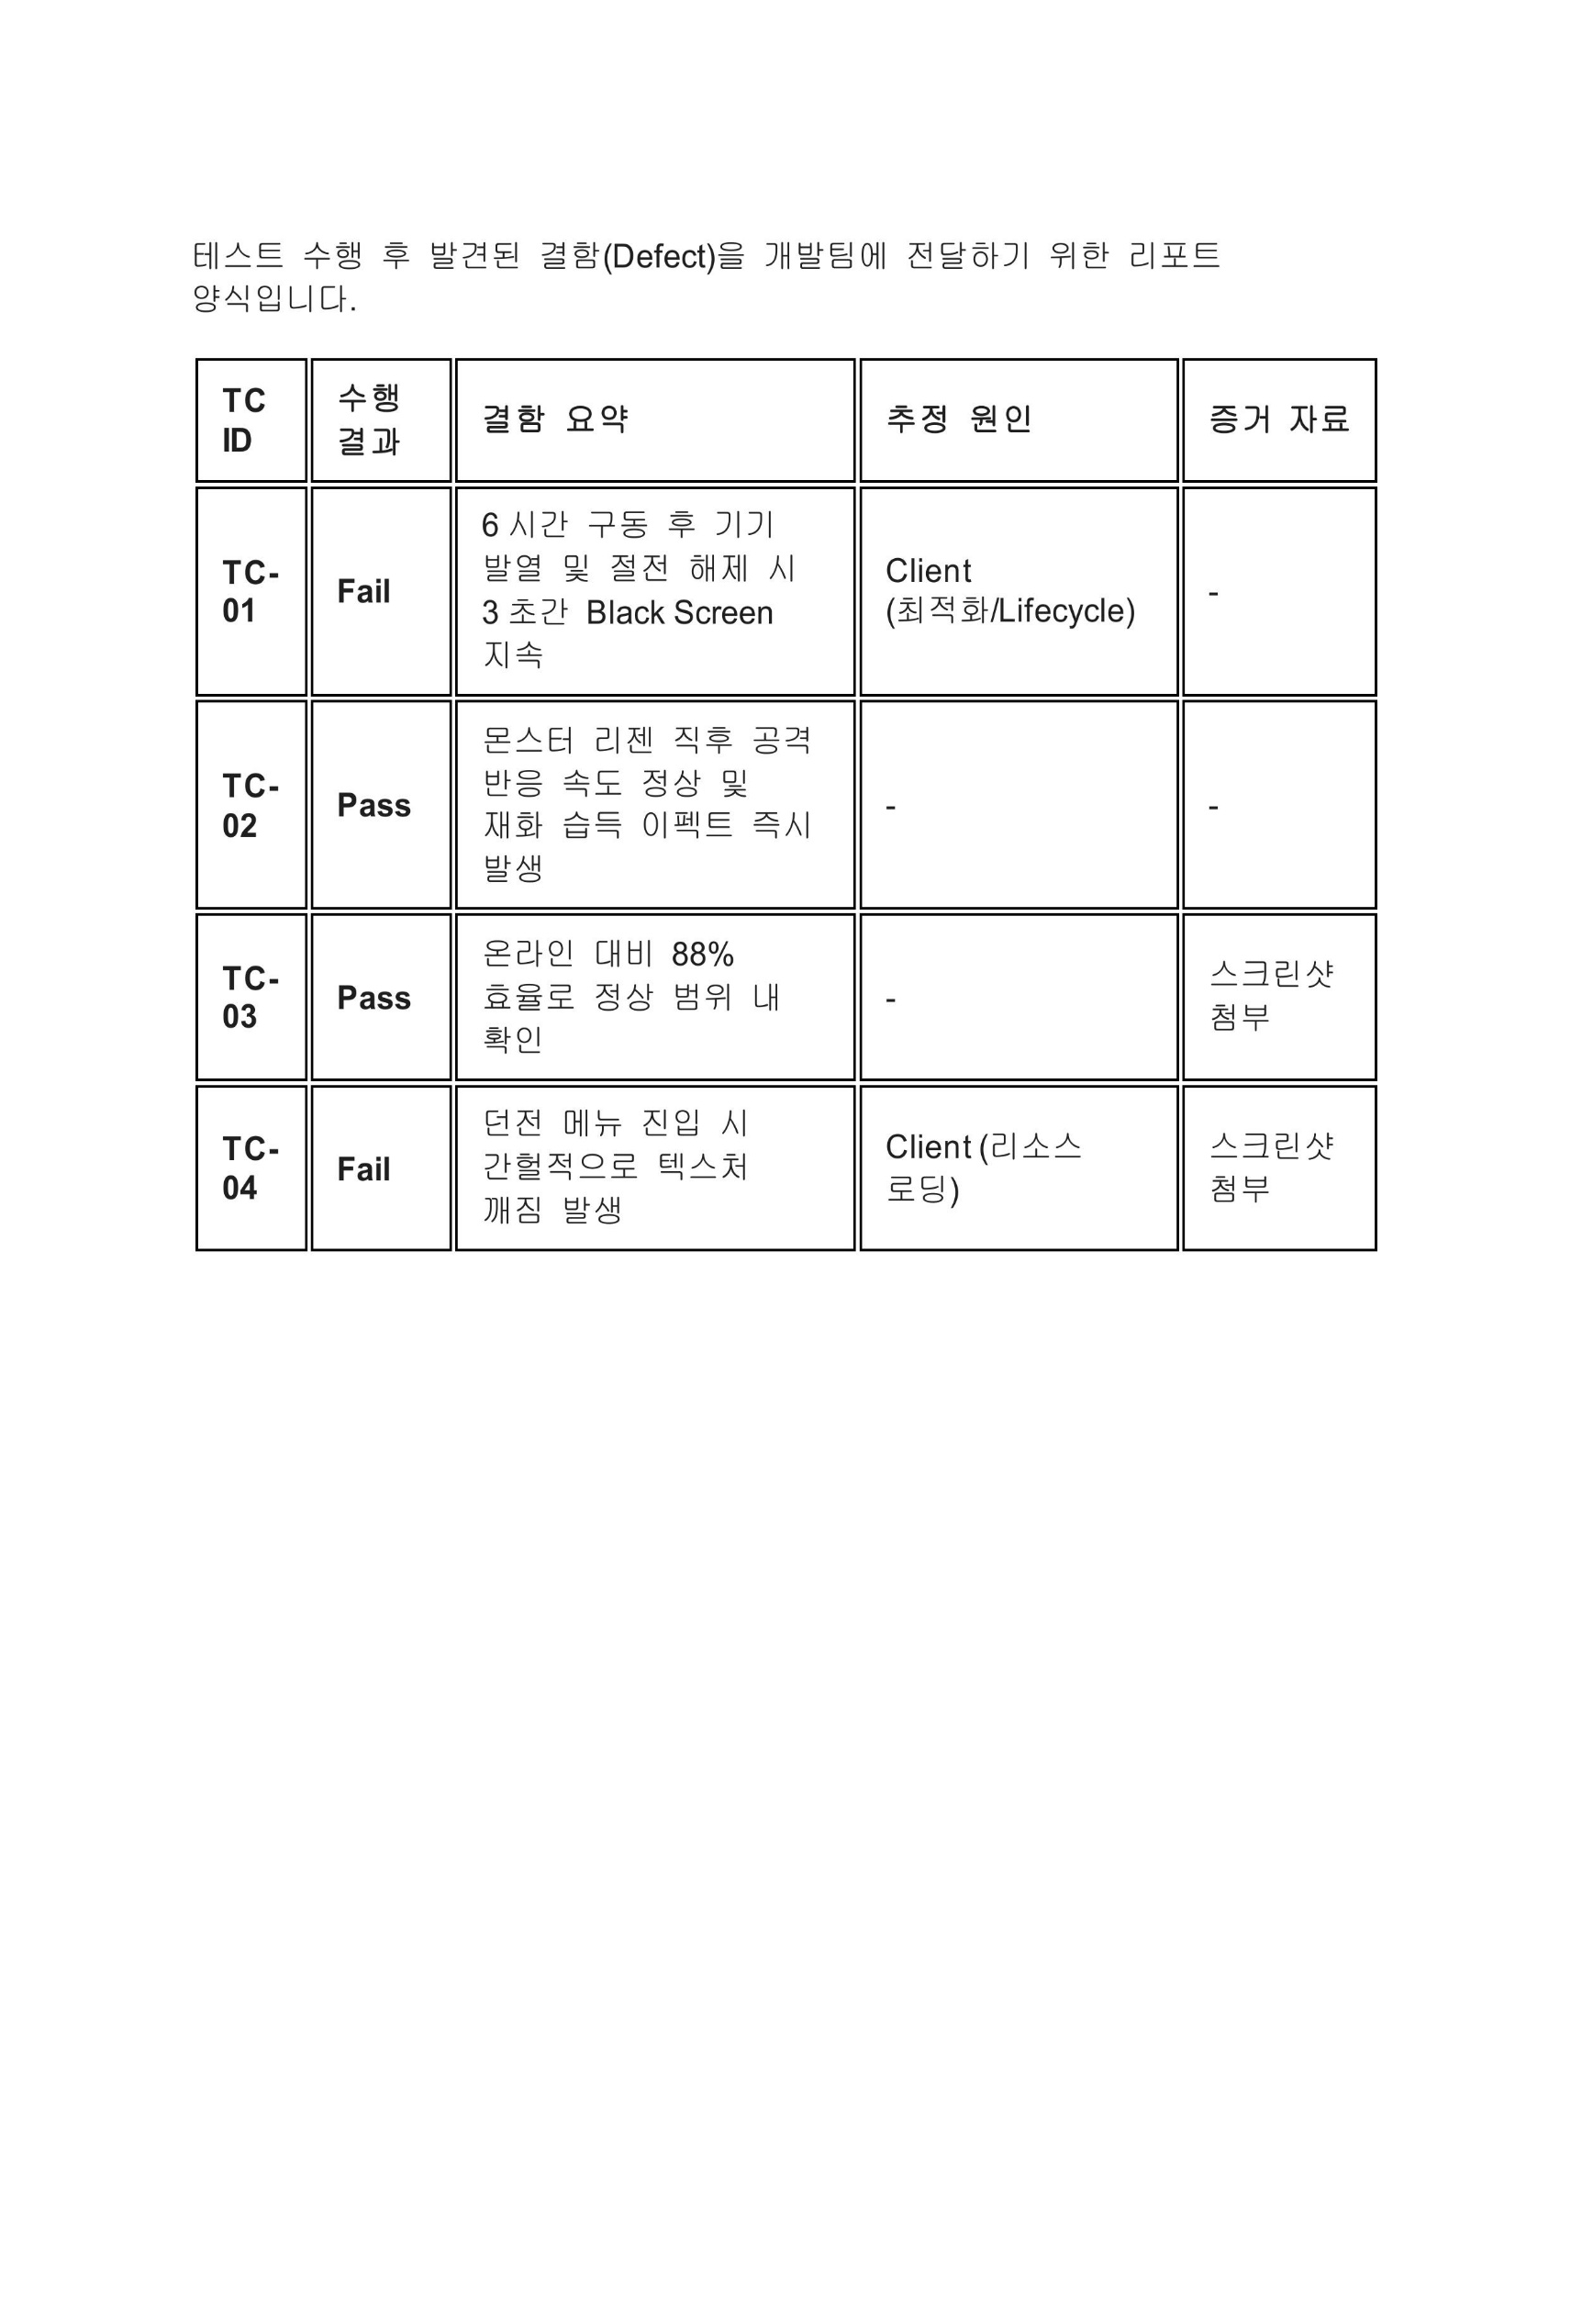 테스트 수행 후 발견된 결함(Defect)을 개발팀에 전달하기 위한 리포트
양식입니다.
TC
ID
수행
결과
결함 요약
추정 원인
증거 자료
TC-
01
Fail
6 시간 구동 후 기기
발열 및 절전 해제 시
3 초간 Black Screen
지속
Client
(최적화/Lifecycle)
-
TC-
02
Pass
몬스터 리젠 직후 공격
반응 속도 정상 및
재화 습득 이펙트 즉시
발생
-
-
TC-
03
Pass
온라인 대비 88%
효율로 정상 범위 내
확인
-
스크린샷
첨부
TC-
04
Fail
던전 메뉴 진입 시
간헐적으로 텍스처
깨짐 발생
Client (리소스
로딩)
스크린샷
첨부